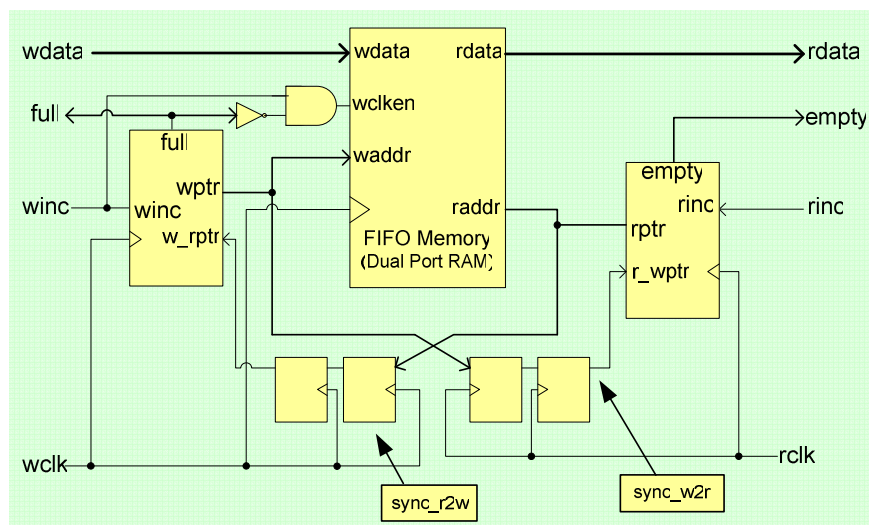 wdata
wdata
rdata
rdata
full
wclken
empty
full
waddr
empty
wptr
winc
winc
raddr
rinc
rinc
rptr
w_rptr
FIFO Memory
(Dual Port RAM)
r_wptr
wclk
rclk
sync_r2w
sync_w2r